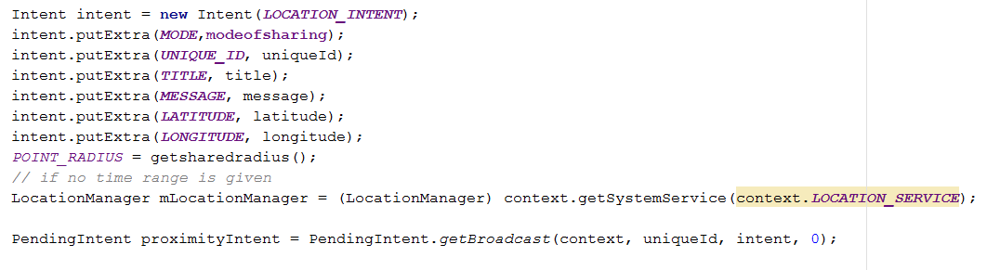 Intent intent = new Intent(LOCATION_INTENT);
intent.putExtra(MODE,modeofsharing);
intent.putExtra(UNIQUE_ID, uniqueId);
intent.putExtra(TITLE, title);
intent.putExtra(MESSAGE, message);
intent.putExtra(LATITUDE, latitude);
intent.putExtra(LONGITUDE, longitude);
POINT_RADIUS = getsharedradius();
// if no time range is given
LocationManager mLocationManager = (LocationManager) context.getSystemService(context.LOCATION_SERVICE);
PendingIntent proximityIntent = PendingIntent.getBroadcast(context, uniqueId, intent, 0);